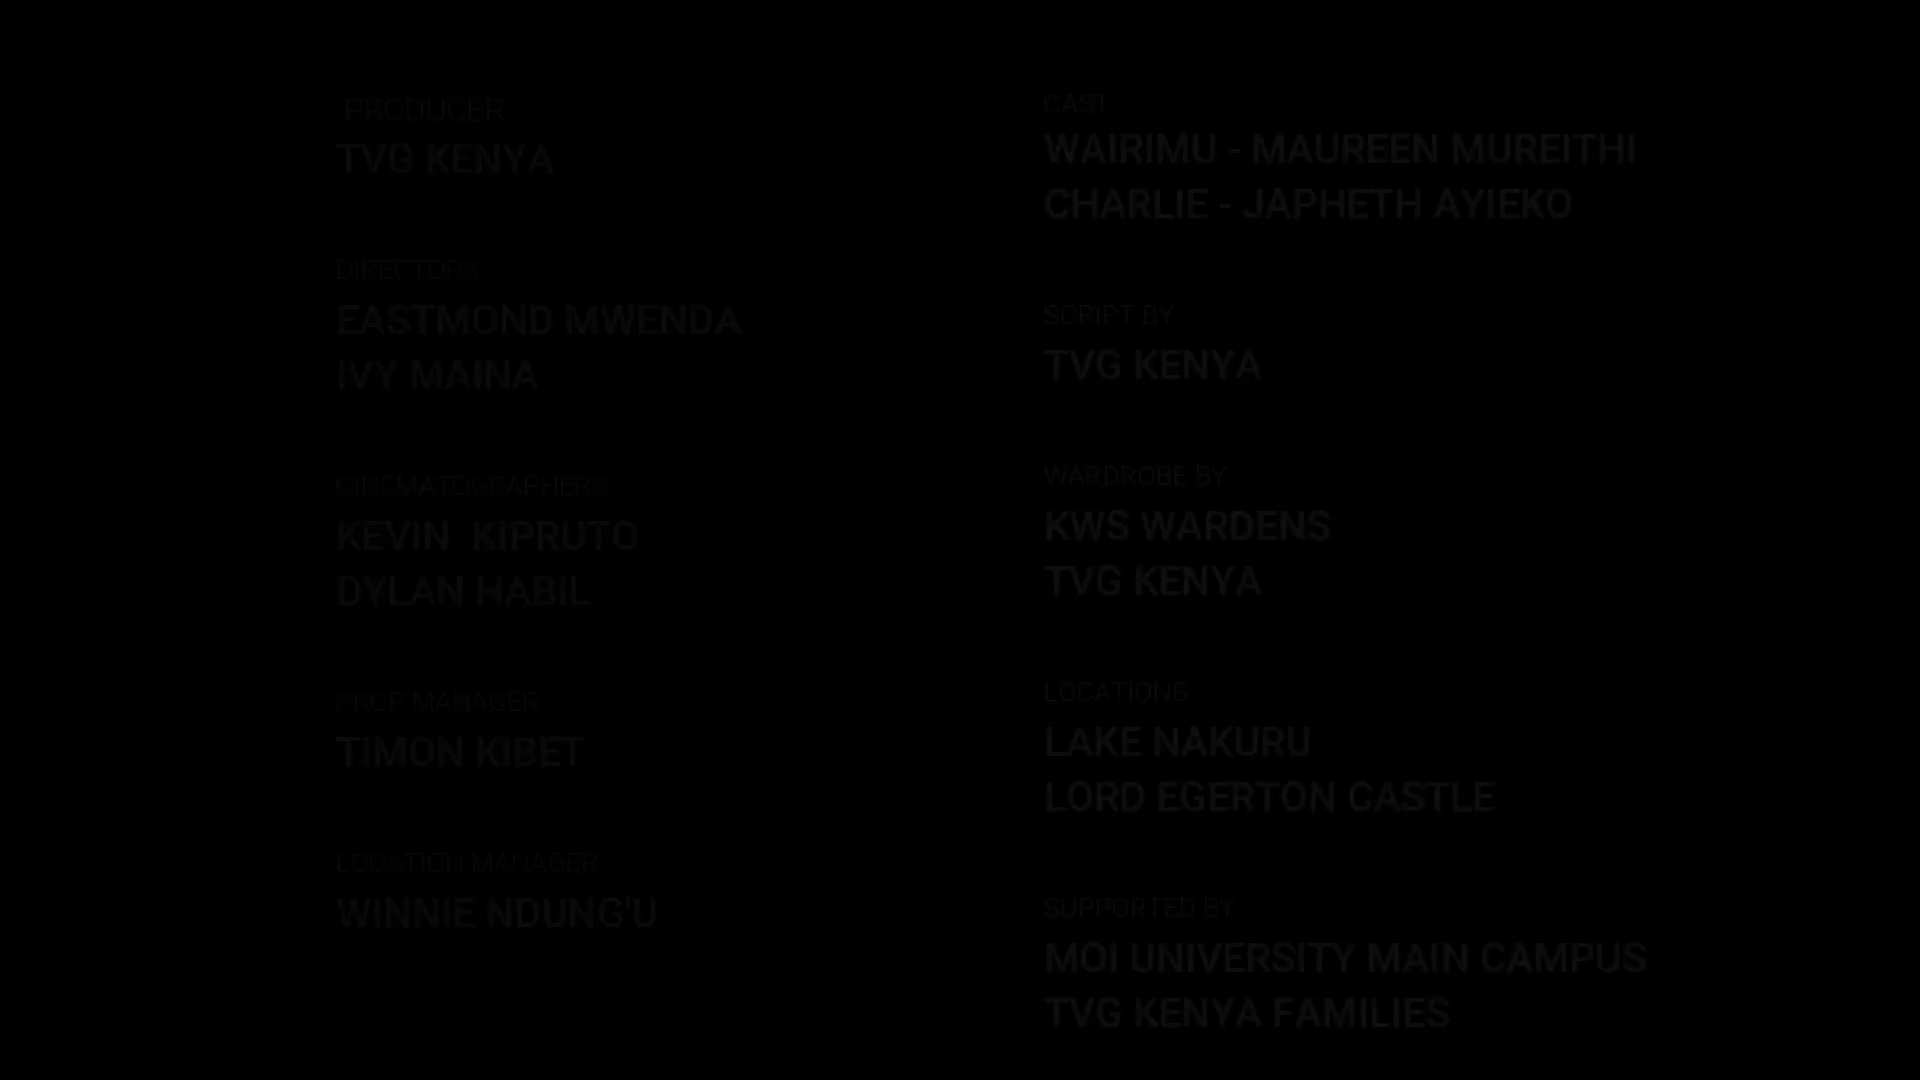 PRODUCER
TVG KENYA
DIRECTORS
EASTMOND MWENDA
IVY MAINA
CINEMATOGRAPHERS
KEVIN  KIPRUTO
DYLAN HABIL
PROP MANAGER
TIMON KIBET
LOCATION MANAGER
WINNIE NDUNG'U
CAST
WAIRIMU - MAUREEN MUREITHI
CHARLIE - JAPHETH AYIEKO
SCRIPT BY
TVG KENYA
WARDROBE BY
KWS WARDENS
TVG KENYA
LOCATIONS
LAKE NAKURU
LORD EGERTON CASTLE
SUPPORTED BY
MOI UNIVERSITY MAIN CAMPUS
TVG KENYA FAMILIES